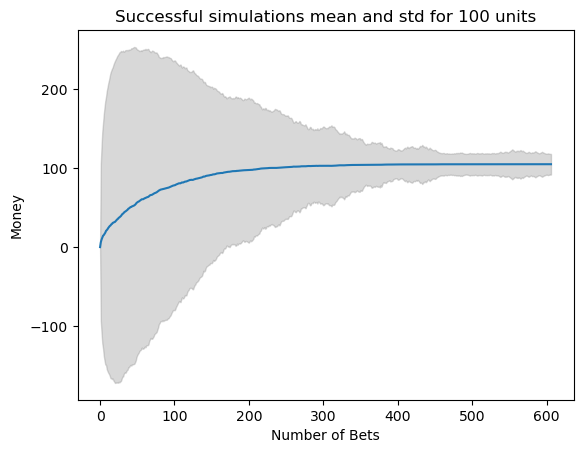 Successful simulations mean and std for 100 units
Money
200
100
0
−100
0 100 200 300 400 500 600
Number of Bets